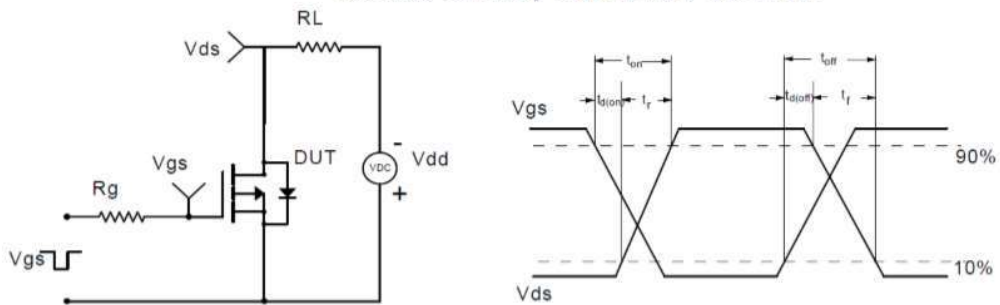 RL
Vds
Vgs
DUT
VDC
-
Vdd
+
Rg
Vgs
ton
toff
td(on)
tr
td(off)
tf
Vgs
90%
10%
Vds